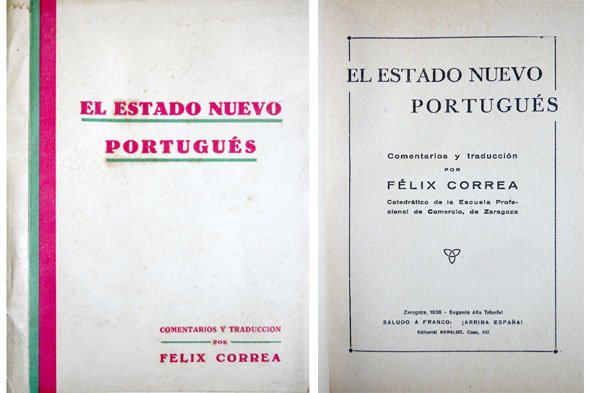 EL ESTADO NUEVO
PORTUGUÉS
COMENTARIOS Y TRADUCCION
POR
FELIX CORREA
EL ESTADO NUEVO
PORTUGUÉS
Comentarios y traducción
POR
FÉLIX CORREA
Catedrático de la Escuela Profe-
sional de Comercio, de Zaragoza
Zaragoza, 1938 - Segundo Año Triunfal
SALUDO A FRANCO: ¡ARRIBA ESPAÑA!
Editorial HERALDO. Coso, 100